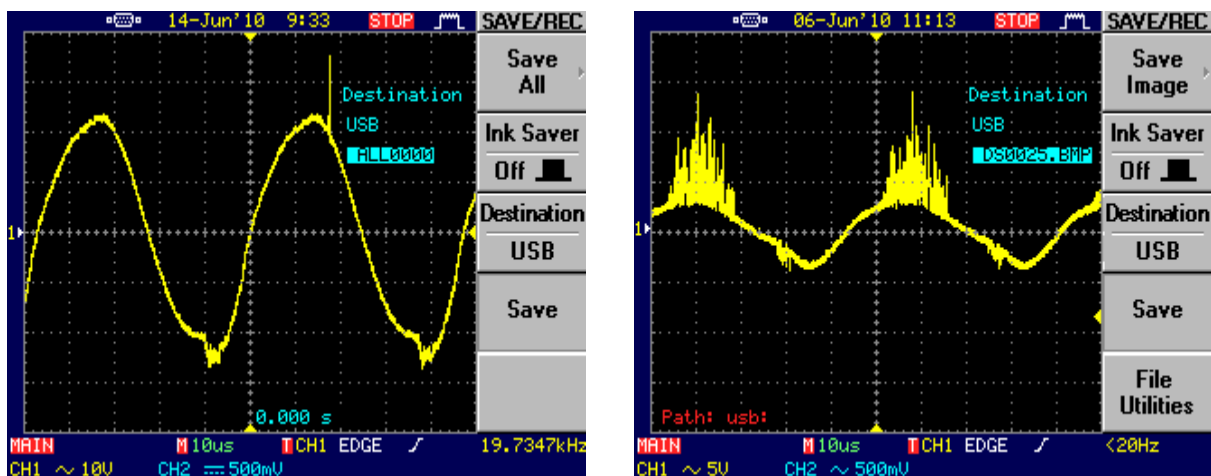 14-Jun'10 9:33 STOP SAVE/REC
Save
All
Destination
USB
ALL0000
Ink Saver
Off
Destination
USB
1
Save
0.000 s
MAIN M 10us T CH1 EDGE 19.7347kHz
CH1 ~ 10V CH2 500mV
06-Jun'10 11:13 STOP SAVE/REC
Save
Image
Destination
USB
DS0025.BMP
Ink Saver
Off
Destination
USB
1
Save
File
Utilities
Path: usb:
MAIN M 10us T CH1 EDGE <20Hz
CH1 ~ 5V CH2 ~ 500mV